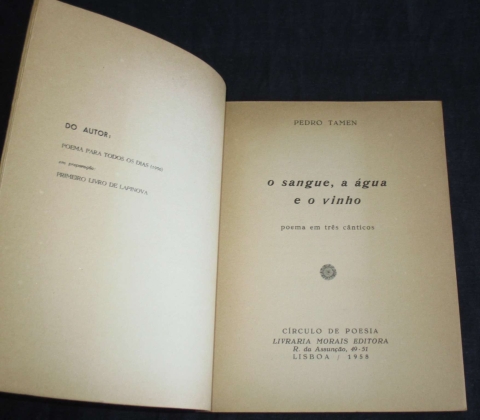 DO AUTOR:
POEMA PARA TODOS OS DIAS
em preparação:
PRIMEIRO LIVRO DE LAPINOVA
PEDRO TAMEN
o sangue, a água
e o vinho
poema em três cânticos
CÍRCULO DE POESIA
LIVRARIA MORAIS EDITORA
R. da Assunção, 49-51
LISBOA / 1958